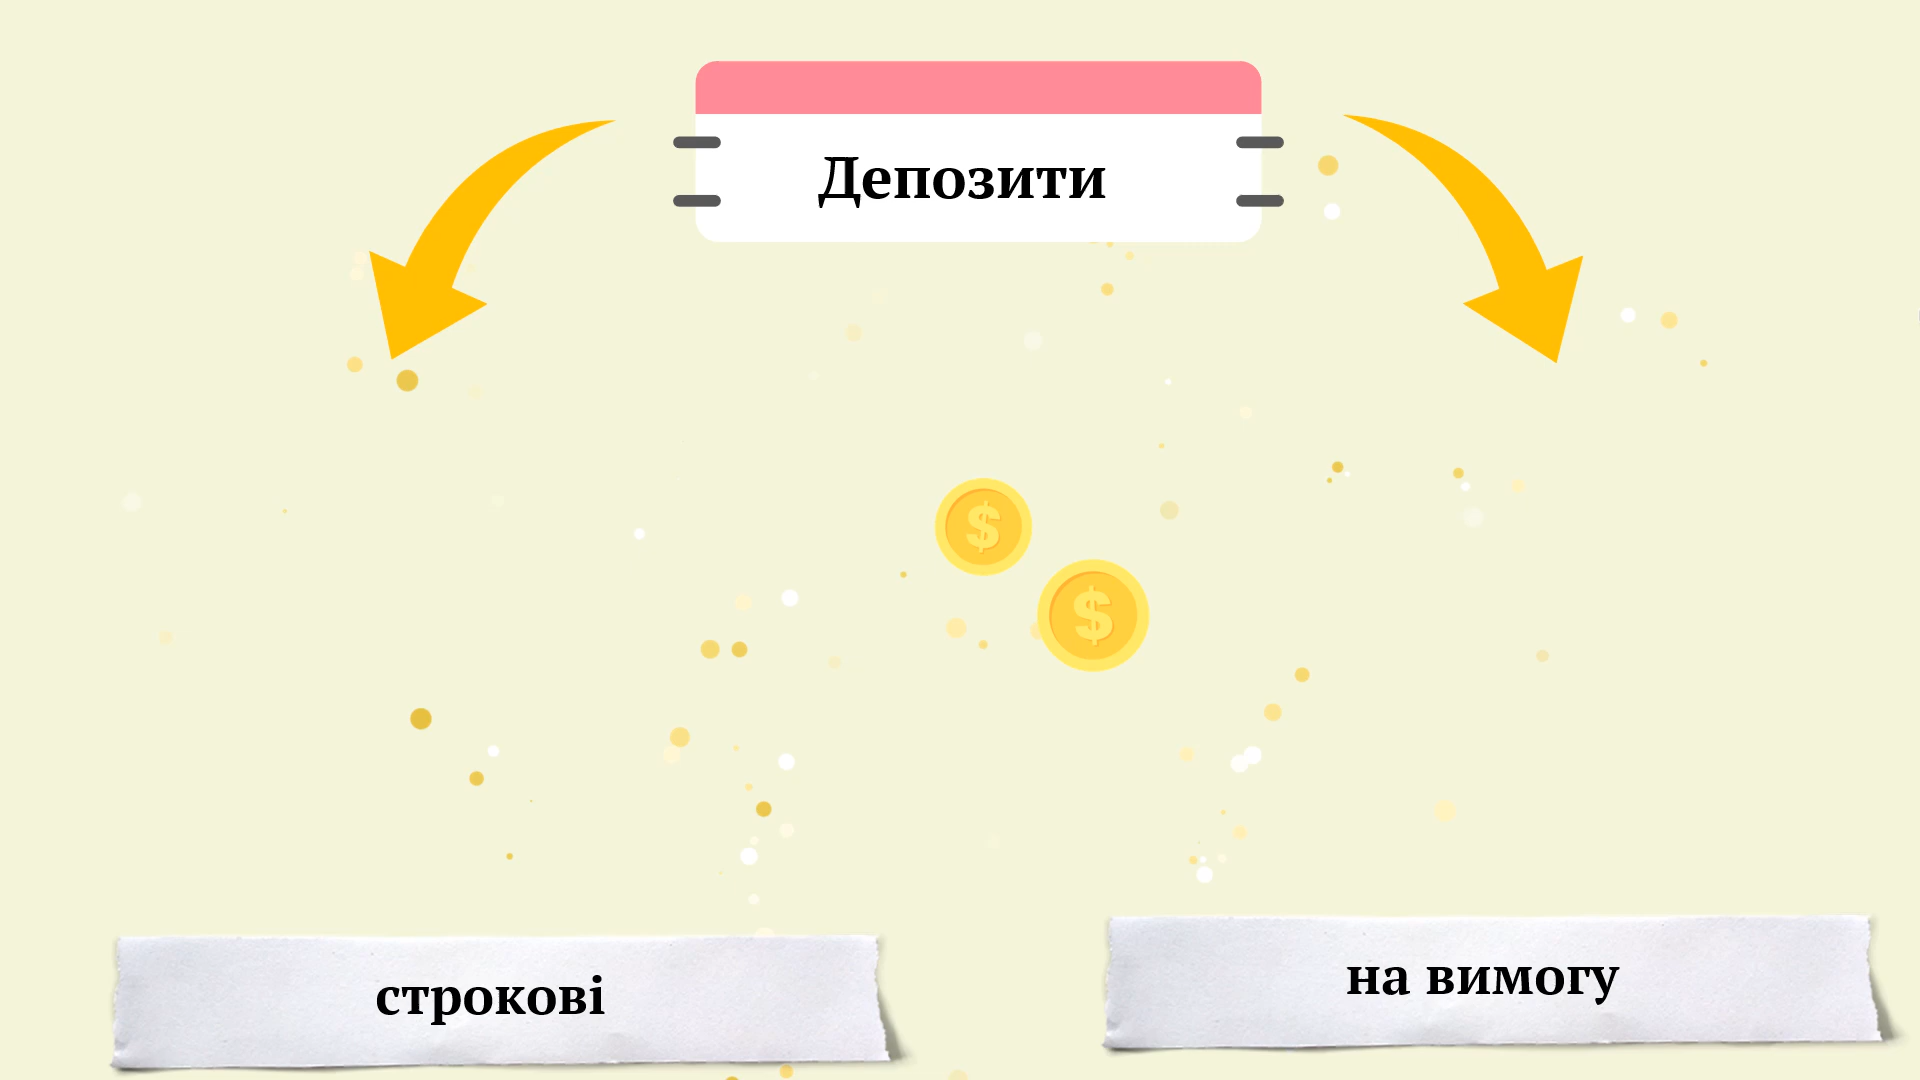 Депозити
$
$
строкові
на вимогу